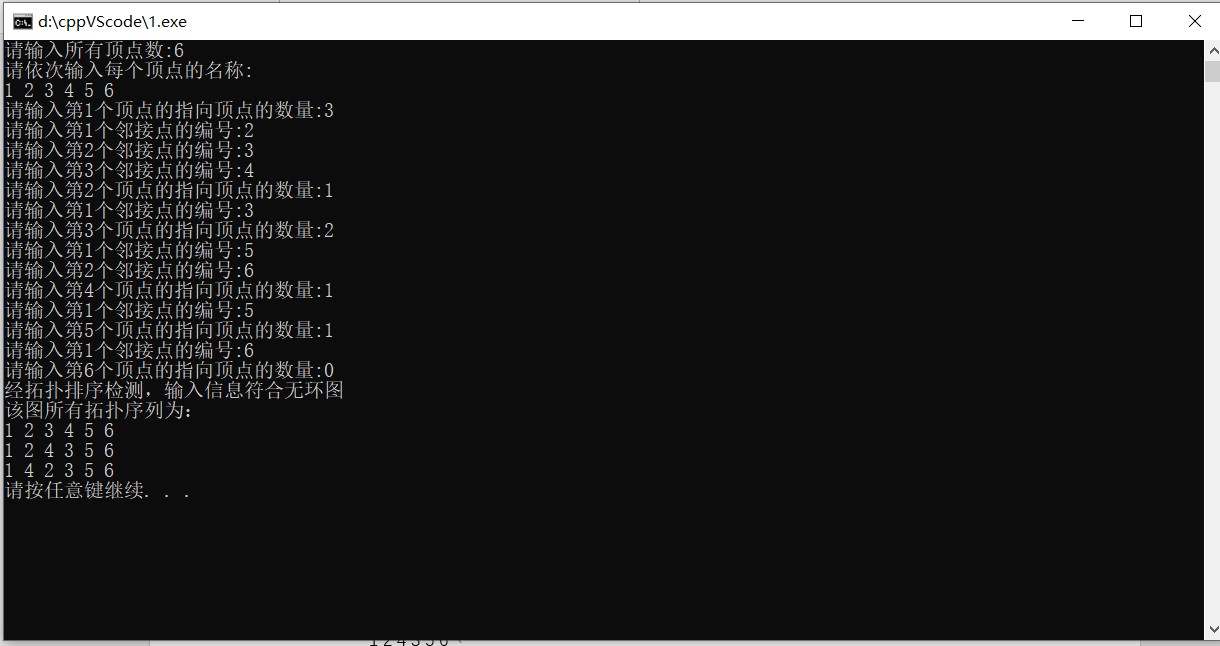 d:\cppVScode\1.exe
请输入所有顶点数:6
请依次输入每个顶点的名称:
1 2 3 4 5 6
请输入第1个顶点的指向顶点的数量:3
请输入第1个邻接点的编号:2
请输入第2个邻接点的编号:3
请输入第3个邻接点的编号:4
请输入第2个顶点的指向顶点的数量:1
请输入第1个邻接点的编号:3
请输入第3个顶点的指向顶点的数量:2
请输入第1个邻接点的编号:5
请输入第2个邻接点的编号:6
请输入第4个顶点的指向顶点的数量:1
请输入第1个邻接点的编号:5
请输入第5个顶点的指向顶点的数量:1
请输入第1个邻接点的编号:6
请输入第6个顶点的指向顶点的数量:0
经拓扑排序检测，输入信息符合无环图
该图所有拓扑序列为：
1 2 3 4 5 6
1 2 4 3 5 6
1 4 2 3 5 6
请按任意键继续. . .